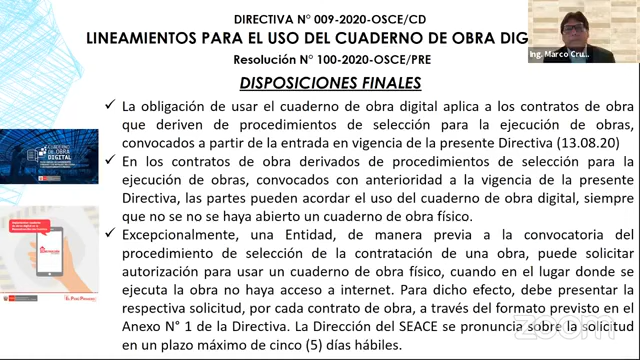 DIRECTIVA N° 009-2020-OSCE/CD
LINEAMIENTOS PARA EL USO DEL CUADERNO DE OBRA DIG
Resolución N° 100-2020-OSCE/PRE
Ing. Marco Cru...
DISPOSICIONES FINALES
✓ La obligación de usar el cuaderno de obra digital aplica a los contratos de obra
que deriven de procedimientos de selección para la ejecución de obras,
convocados a partir de la entrada en vigencia de la presente Directiva (13.08.20)
✓ En los contratos de obra derivados de procedimientos de selección para la
ejecución de obras, convocados con anterioridad a la vigencia de la presente
Directiva, las partes pueden acordar el uso del cuaderno de obra digital, siempre
que no se no se haya abierto un cuaderno de obra físico.
✓ Excepcionalmente, una Entidad, de manera previa a la convocatoria del
procedimiento de selección de la contratación de una obra, puede solicitar
autorización para usar un cuaderno de obra físico, cuando en el lugar donde se
ejecuta la obra no haya acceso a internet. Para dicho efecto, debe presentar la
respectiva solicitud, por cada contrato de obra, a través del formato previsto en el
Anexo N° 1 de la Directiva. La Dirección del SEACE se pronuncia sobre la solicitud
en un plazo máximo de cinco (5) días hábiles.
CUADERNO
DE OBRA
DIGITAL
EL PERÚ PRIMERO
zoom